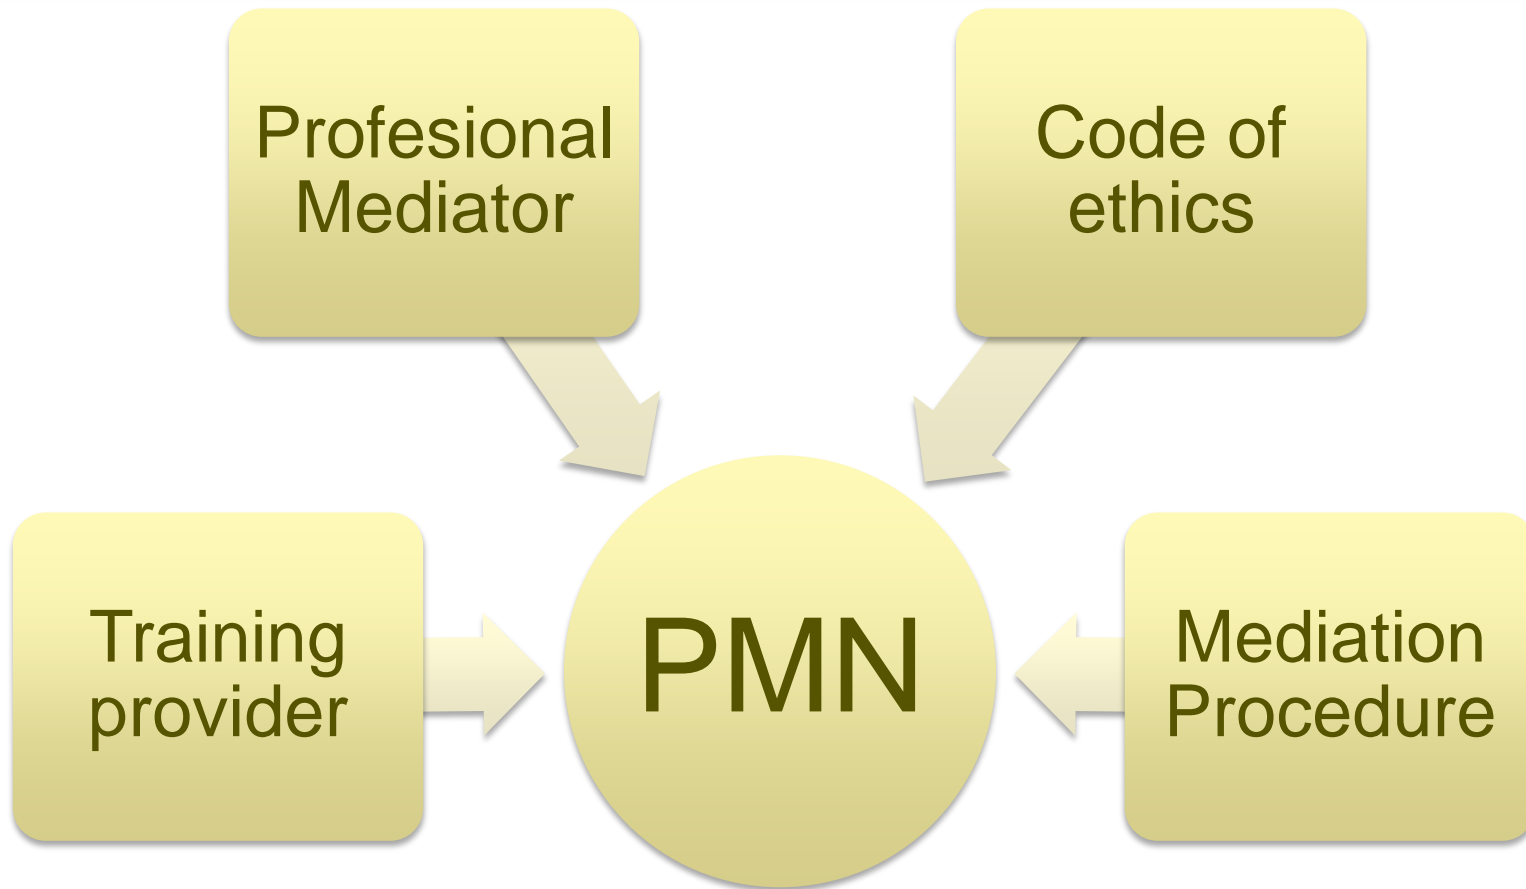 Profesional
Mediator
Code of
ethics
Training
provider
PMN
Mediation
Procedure